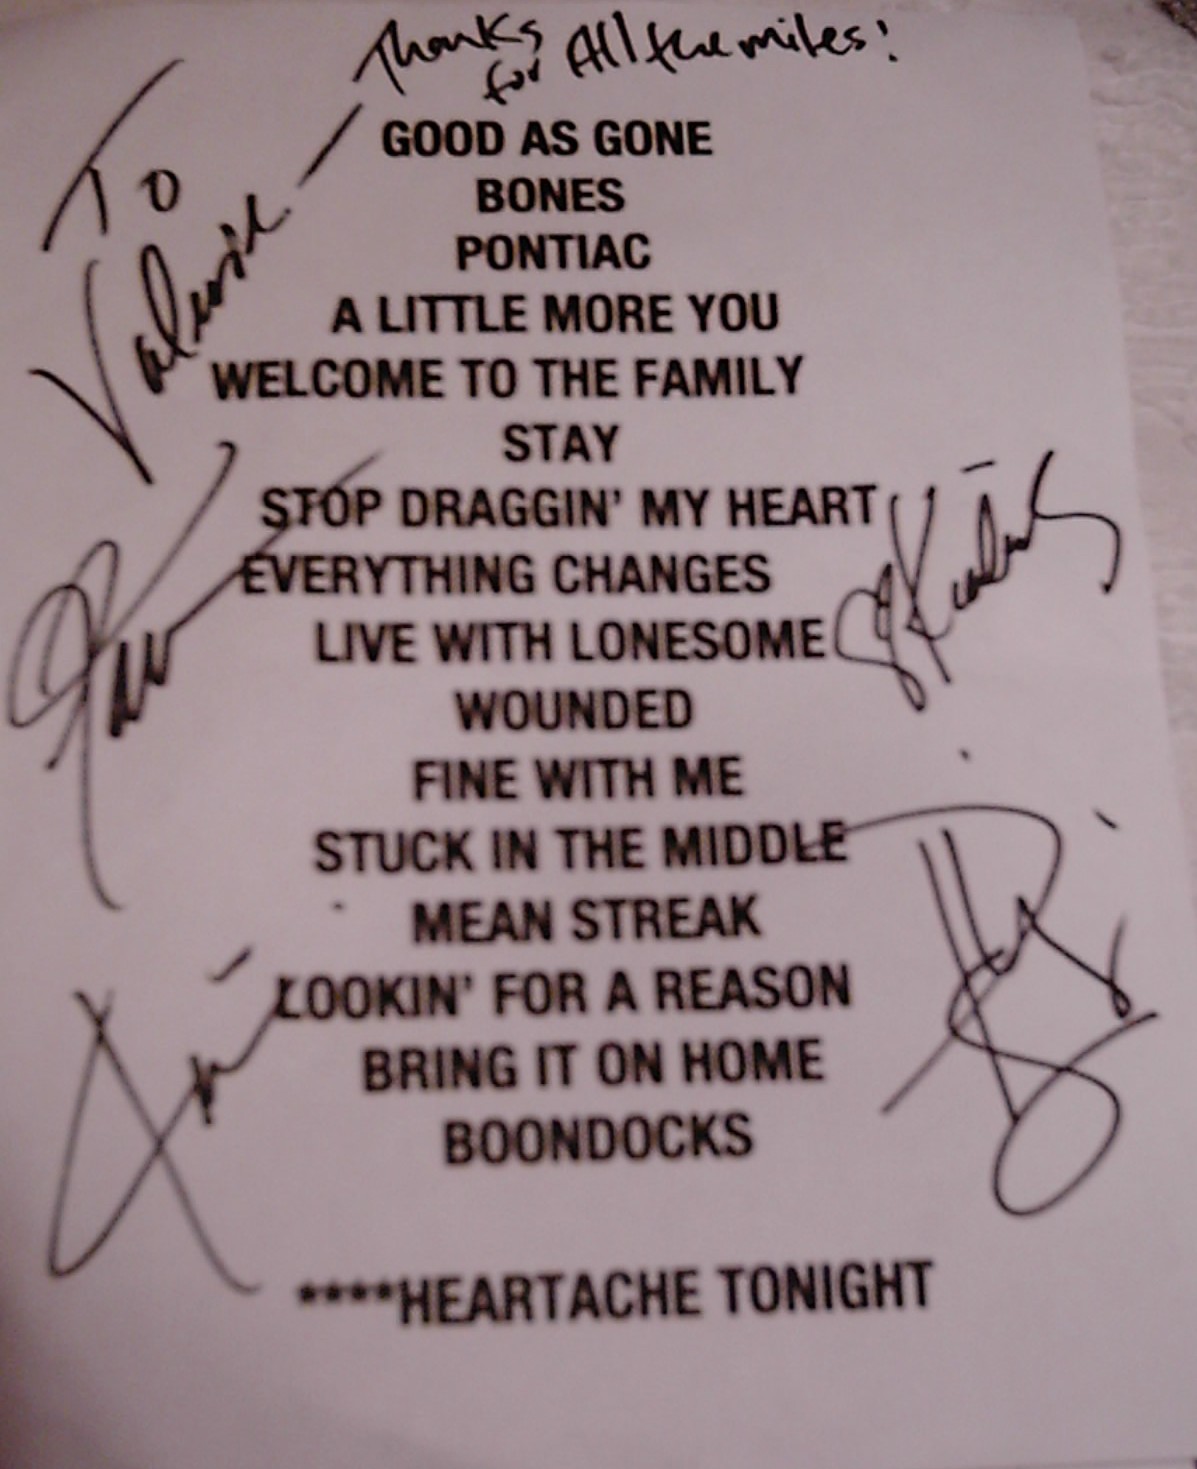 Thanks
for All the miles!
To
Valerie —
GOOD AS GONE
BONES
PONTIAC
A LITTLE MORE YOU
WELCOME TO THE FAMILY
STAY
STOP DRAGGIN' MY HEART
EVERYTHING CHANGES
LIVE WITH LONESOME
WOUNDED
FINE WITH ME
STUCK IN THE MIDDLE
MEAN STREAK
LOOKIN' FOR A REASON
BRING IT ON HOME
BOONDOCKS
****HEARTACHE TONIGHT